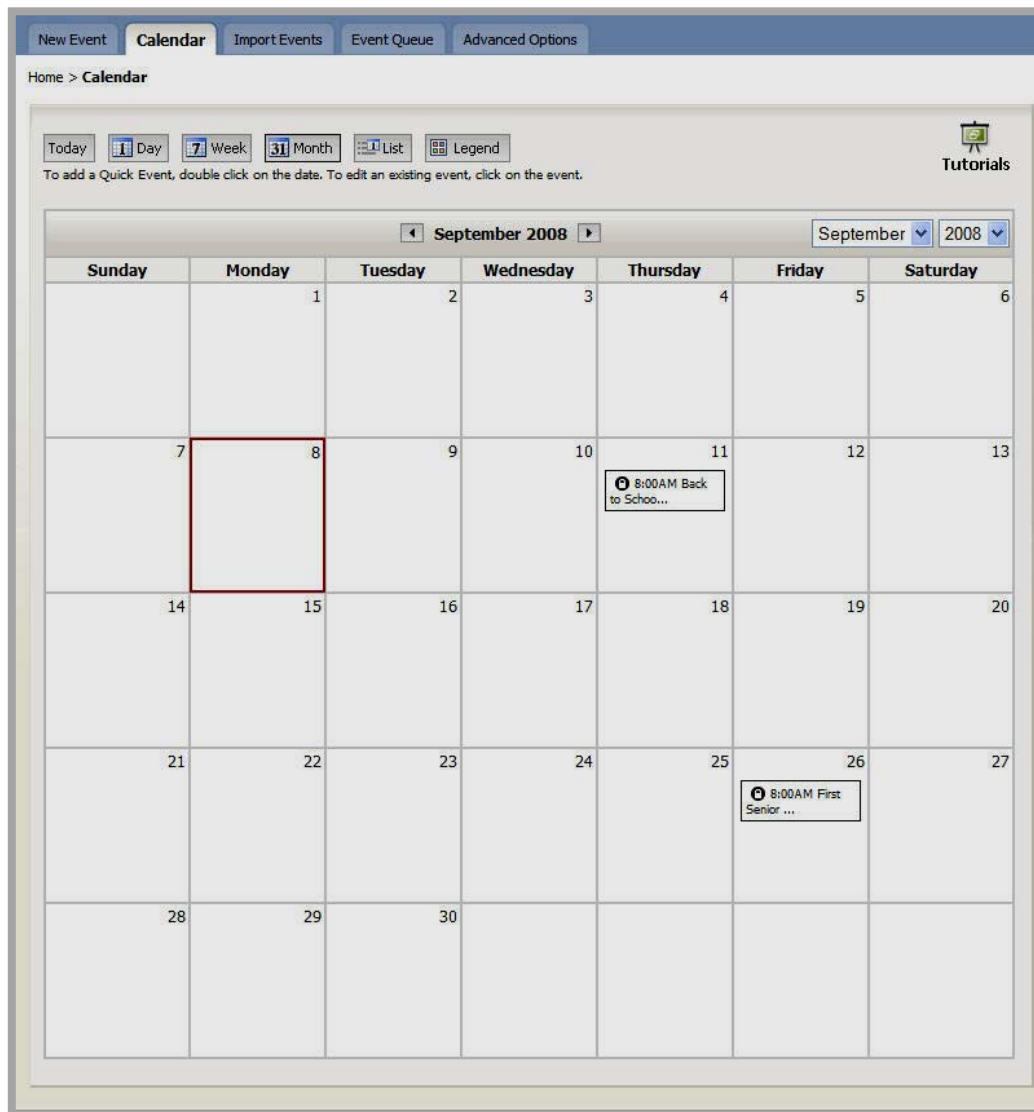 New Event Calendar Import Events Event Queue Advanced Options
Home > Calendar
Today 1 Day 7 Week 31 Month List Legend
Tutorials
To add a Quick Event, double click on the date. To edit an existing event, click on the event.
September 2008 September 2008
Sunday Monday Tuesday Wednesday Thursday Friday Saturday
1 2 3 4 5 6
7 8 9 10 11 12 13
8:00AM Back
to Schoo...
14 15 16 17 18 19 20
21 22 23 24 25 26 27
8:00AM First
Senior ...
28 29 30